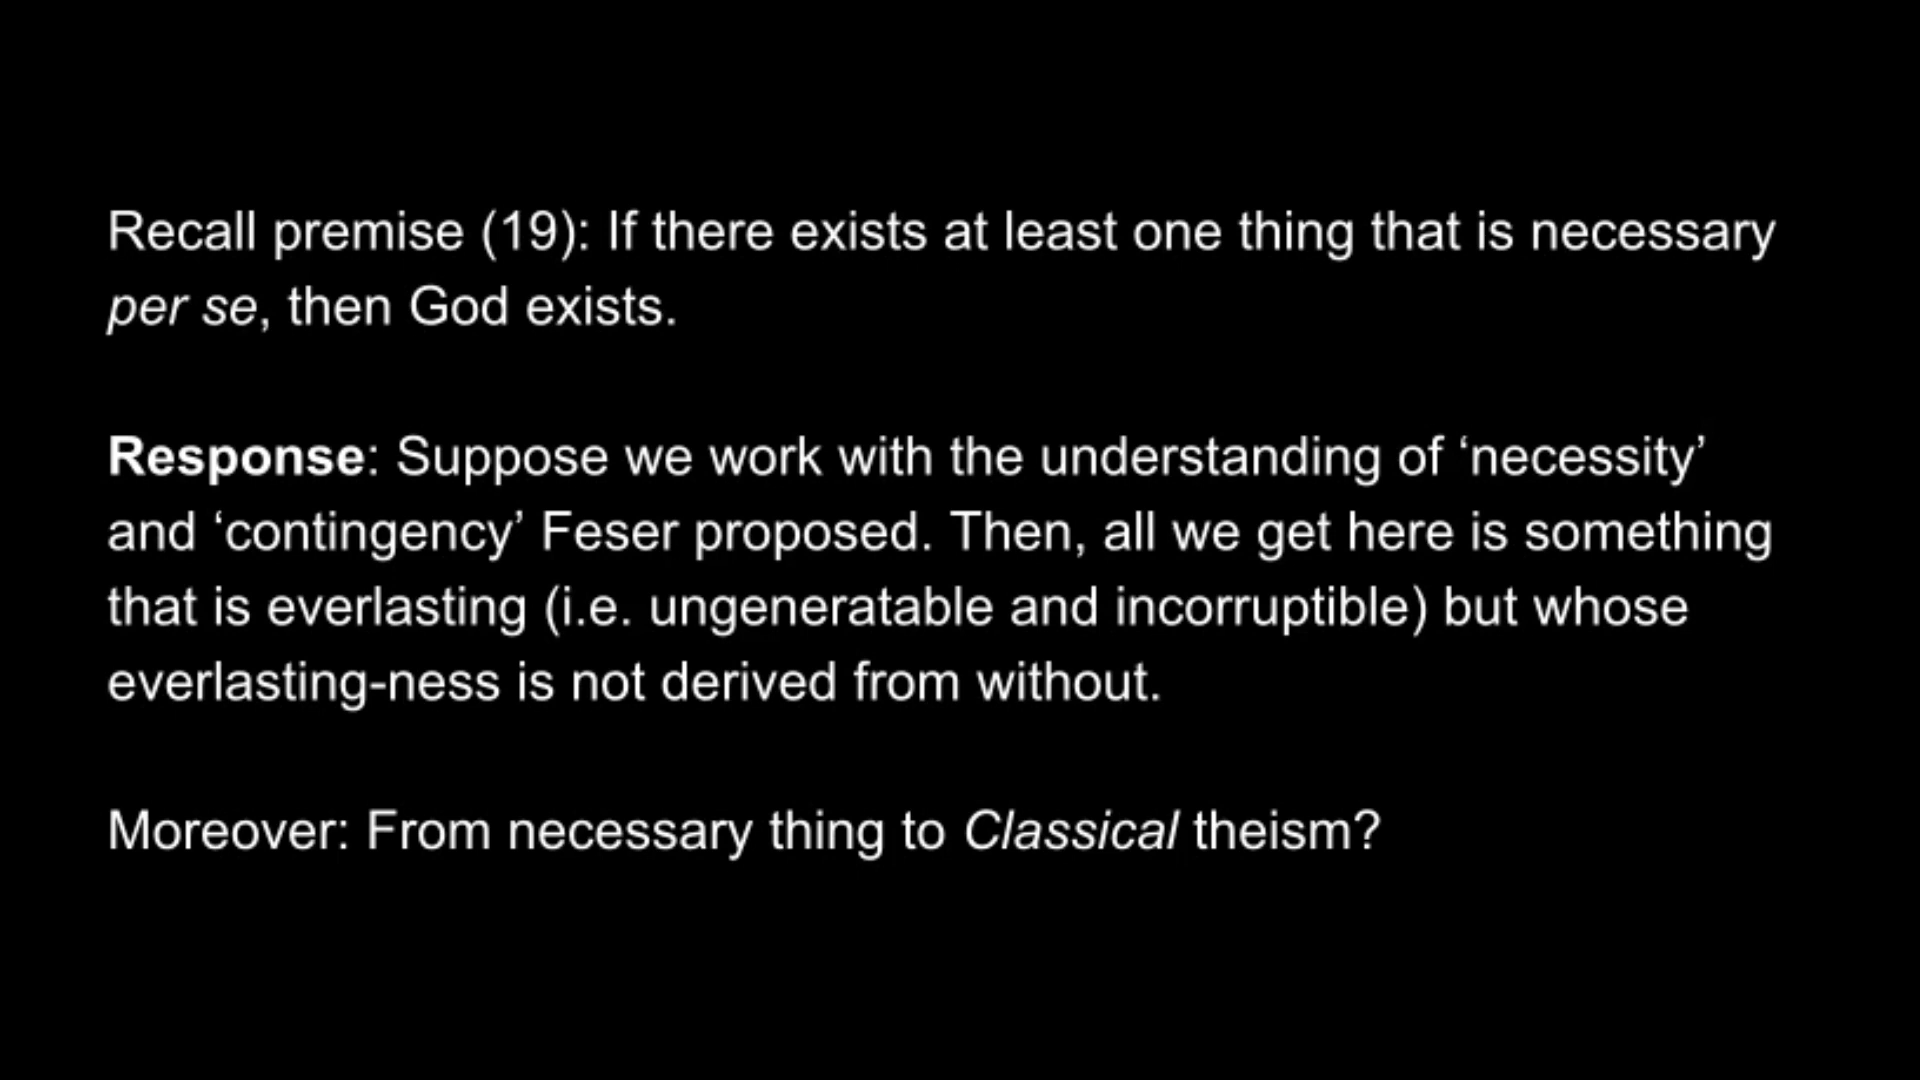 Recall premise (19): If there exists at least one thing that is necessary
per se, then God exists.
Response: Suppose we work with the understanding of ‘necessity’
and ‘contingency’ Feser proposed. Then, all we get here is something
that is everlasting (i.e. ungeneratable and incorruptible) but whose
everlasting-ness is not derived from without.
Moreover: From necessary thing to Classical theism?